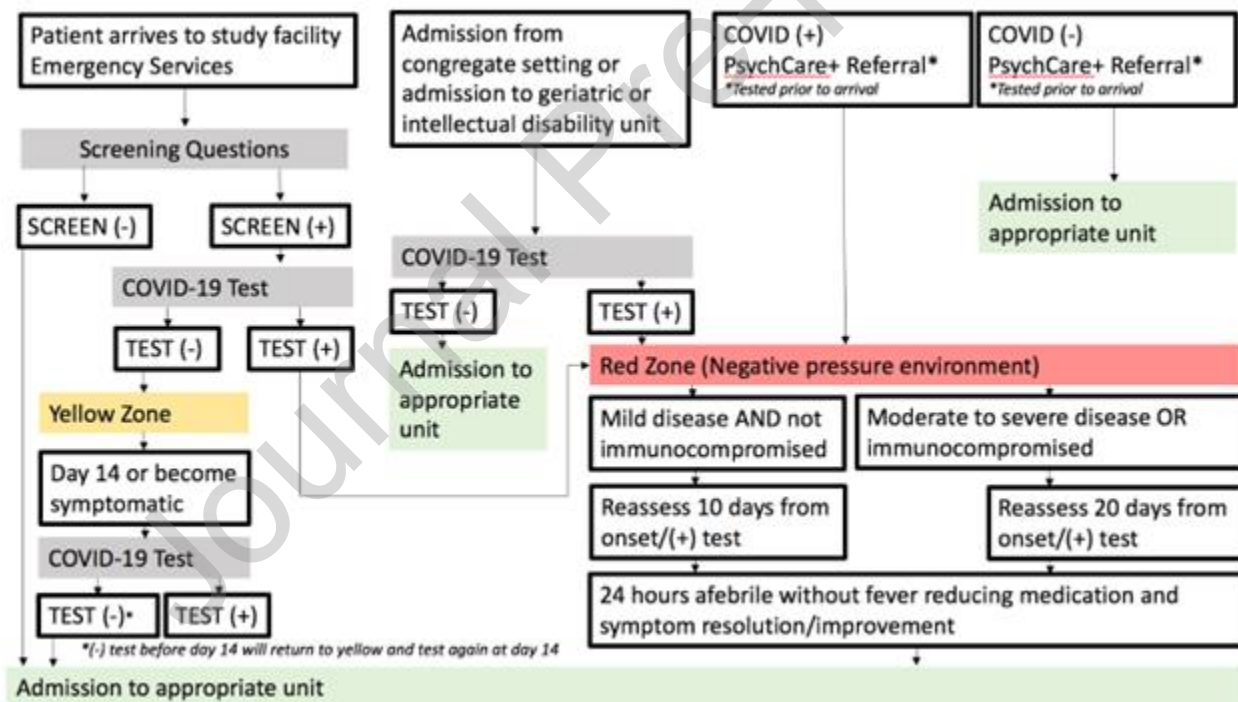 Patient arrives to study facility
Emergency Services
Screening Questions
SCREEN (-)
SCREEN (+)
COVID-19 Test
TEST (-)
TEST (+)
Yellow Zone
Day 14 or become
symptomatic
COVID-19 Test
TEST (-)*
TEST (+)
*(-) test before day 14 will return to yellow and test again at day 14
Admission from
congregate setting or
admission to geriatric or
intellectual disability unit
COVID-19 Test
TEST (-)
TEST (+)
Admission to
appropriate
unit
COVID (+)
PsychCare+ Referral*
*Tested prior to arrival
COVID (-)
PsychCare+ Referral*
*Tested prior to arrival
Admission to
appropriate unit
Red Zone (Negative pressure environment)
Mild disease AND not
immunocompromised
Moderate to severe disease OR
immunocompromised
Reassess 10 days from
onset/(+) test
Reassess 20 days from
onset/(+) test
24 hours afebrile without fever reducing medication and
symptom resolution/improvement
Admission to appropriate unit
Journal Pre